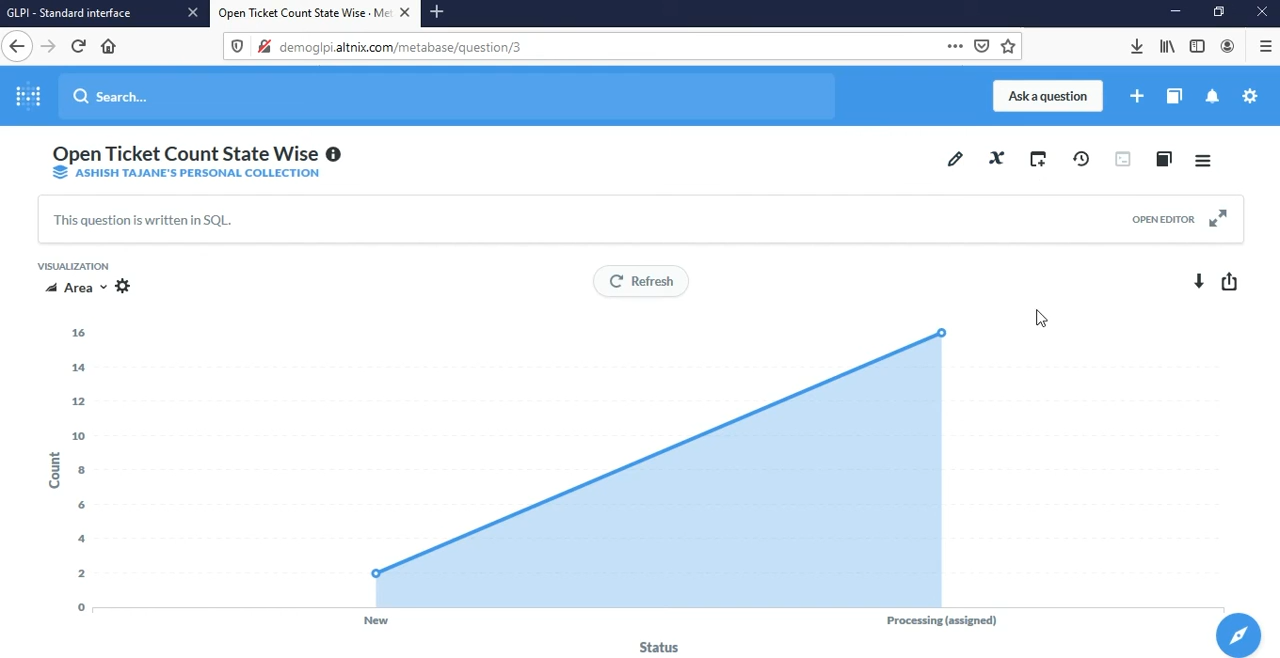 GLPI - Standard interface
Open Ticket Count State Wise · Me
demoglpi.altnix.com/metabase/question/3
Search...
Ask a question
Open Ticket Count State Wise
ASHISH TAJANE'S PERSONAL COLLECTION
This question is written in SQL.
OPEN EDITOR
VISUALIZATION
Area
Refresh
16
14
12
10
8
6
4
2
0
Count
New
Processing (assigned)
Status